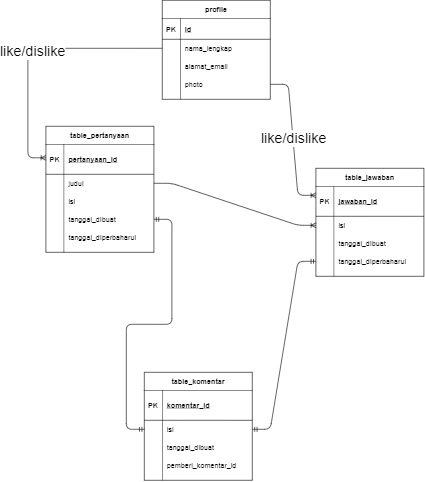 profile
PK id
like/dislike
nama_lengkap
alamat_email
photo
table_pertanyaan
PK pertanyaan_id
judul
isi
tanggal_dibuat
tanggal_diperbaharui
like/dislike
table_jawaban
PK jawaban_id
isi
tanggal_dibuat
tanggal_diperbaharui
table_komentar
PK komentar_id
isi
tanggal_dibuat
pemberi_komentar_id